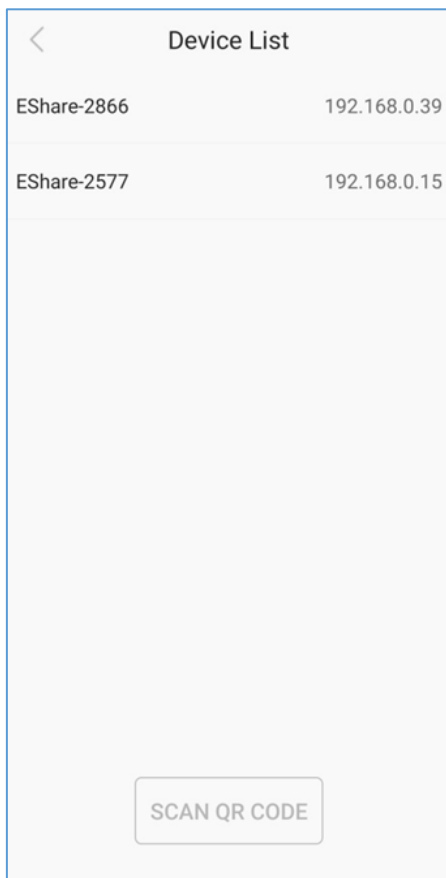 Device List
EShare-2866 192.168.0.39
EShare-2577 192.168.0.15
SCAN QR CODE